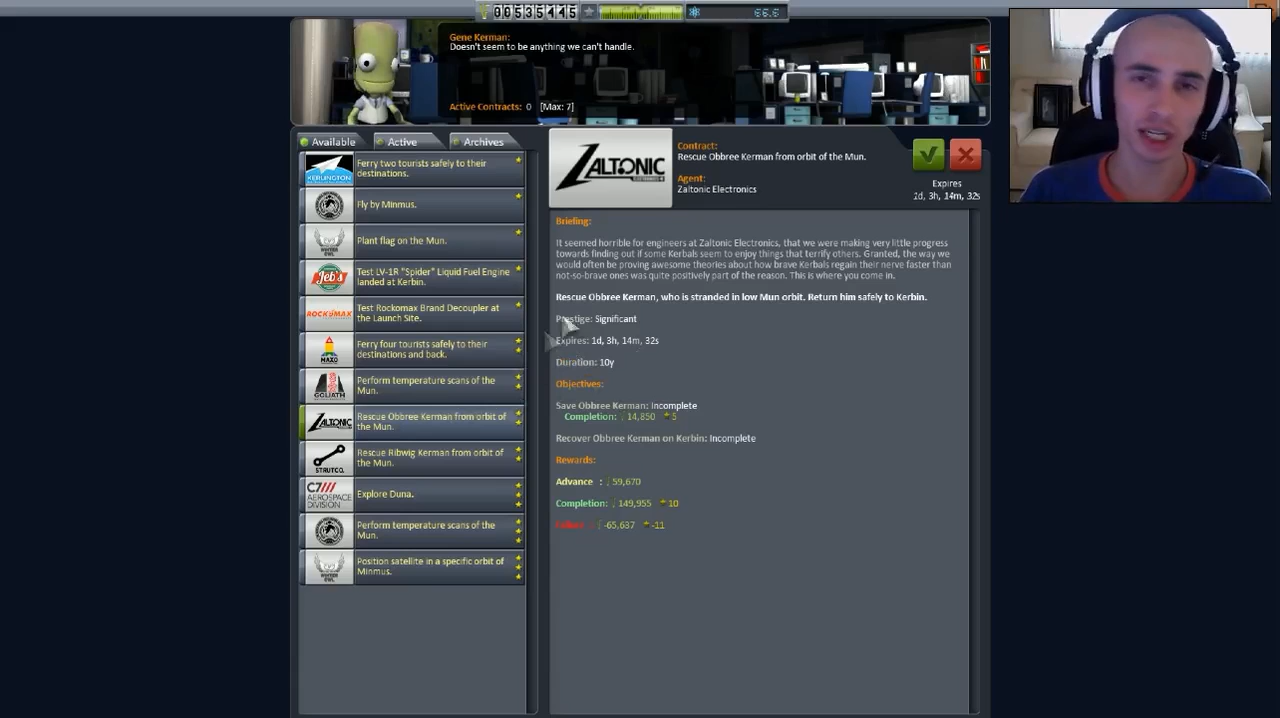 00535445
66.6
Gene Kerman:
Doesn't seem to be anything we can't handle.
Active Contracts: 0 [Max: 7]
Available
Active
Archives
KERLINGTON
Ferry two tourists safely to their
destinations.
Fly by Minmus.
Plant flag on the Mun.
Jeb's
Test LV-1R "Spider" Liquid Fuel Engine
landed at Kerbin.
ROCKOMAX
Test Rockomax Brand Decoupler at
the Launch Site.
Ferry four tourists safely to their
destinations and back.
GOLIATH
Perform temperature scans of the
Mun.
ZALTONIC
Rescue Obbree Kerman from orbit of
the Mun.
STRUTCO.
Rescue Ribwig Kerman from orbit of
the Mun.
C7///
AEROSPACE
DIVISION
Explore Duna.
Perform temperature scans of the
Mun.
Position satellite in a specific orbit of
Minmus.
ZALTONIC
Contract:
Rescue Obbree Kerman from orbit of the Mun.
Agent:
Zaltonic Electronics
Expires
1d, 3h, 14m, 32s
Briefing:
It seemed horrible for engineers at Zaltonic Electronics, that we were making very little progress
towards finding out if some Kerbals seem to enjoy things that terrify others. Granted, the way we
would often be proving awesome theories about how brave Kerbals regain their nerve faster than
not-so-brave ones was quite positively part of the reason. This is where you come in.
Rescue Obbree Kerman, who is stranded in low Mun orbit. Return him safely to Kerbin.
Prestige: Significant
Expires: 1d, 3h, 14m, 32s
Duration: 10y
Objectives:
Save Obbree Kerman: Incomplete
Completion: 14,850 5
Recover Obbree Kerman on Kerbin: Incomplete
Rewards:
Advance : 59,670
Completion: 149,955 10
Failure : -65,637 -11